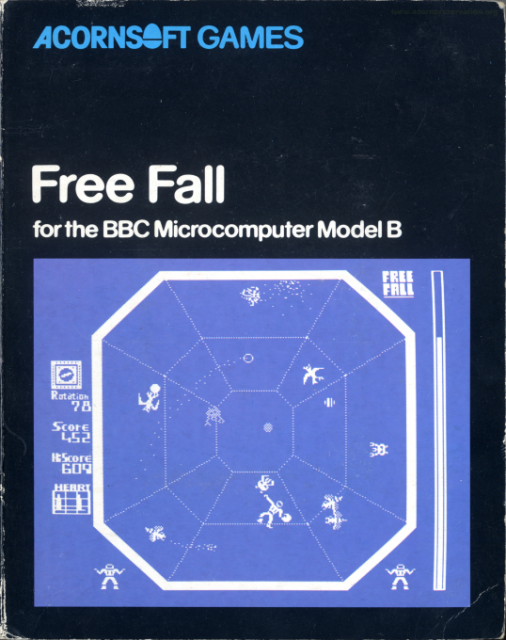 ACORNSOFT GAMES
Free Fall
for the BBC Microcomputer Model B
FREE
FALL
Rotation
78
Score
452
HiScore
609
HEART